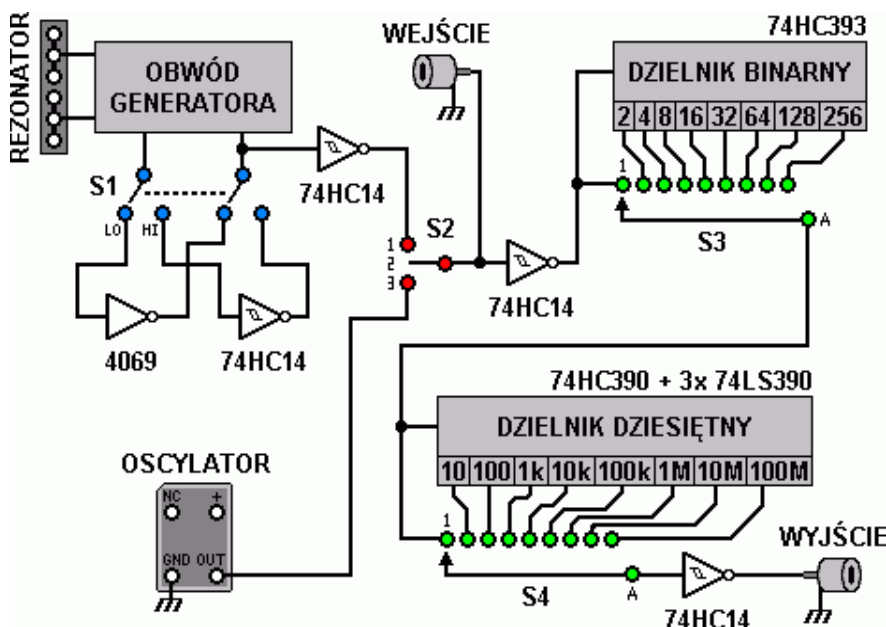 REZONATOR
OBWÓD
GENERATORA
WEJŚCIE
74HC393
DZIELNIK BINARNY
2 4 8 16 32 64 128 256
S1
LO HI
74HC14
4069
74HC14
S2
1
2
3
74HC14
1
S3
A
74HC390 + 3x 74LS390
DZIELNIK DZIESIĘTNY
10 100 1k 10k 100k 1M 10M 100M
1
S4
A
74HC14
WYJŚCIE
OSCYLATOR
NC +
GND OUT